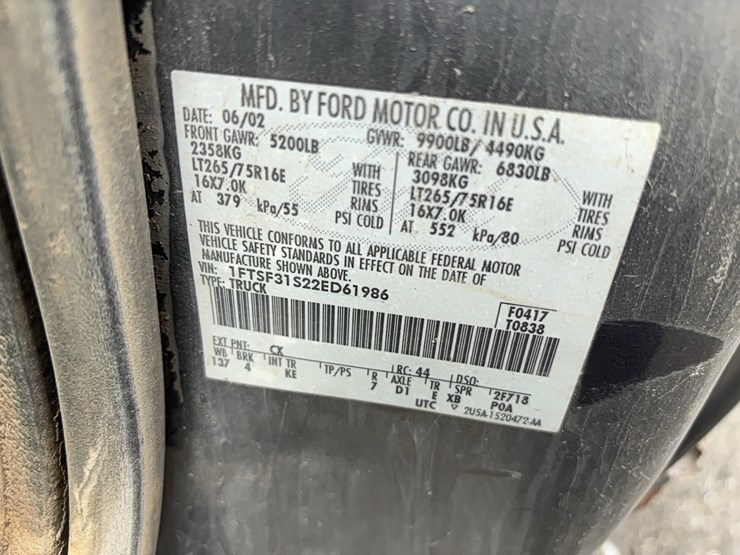 MFD. BY FORD MOTOR CO. IN U.S.A.
DATE: 06/02 GVWR: 9900LB/ 4490KG
FRONT GAWR: 5200LB REAR GAWR: 6830LB
2358KG WITH 3098KG WITH
LT265/75R16E TIRES LT265/75R16E TIRES
16X7.0K RIMS 16X7.0K RIMS
AT 379 kPa/55 PSI COLD AT 552 kPa/80 PSI COLD
THIS VEHICLE CONFORMS TO ALL APPLICABLE FEDERAL MOTOR
VEHICLE SAFETY STANDARDS IN EFFECT ON THE DATE OF
MANUFACTURE SHOWN ABOVE.
VIN: 1FTSF31S22ED61986
TYPE: TRUCK
F0417
T0838
EXT PNT: CX RC: 44 DSO:
WB BRK INT TR TP/PS R AXLE TR SPR 2F718
137 4 KE 7 D1 E XB POA
UTC ▽ 2U5A-1520472-AA